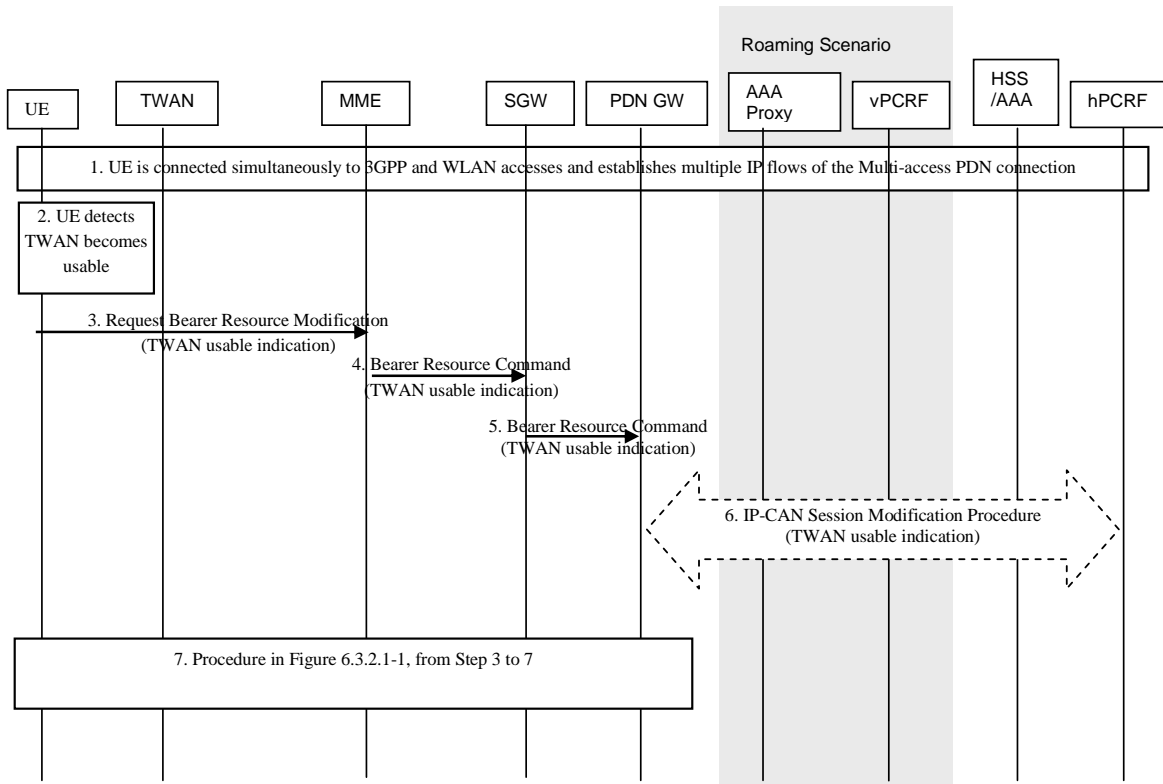 Roaming Scenario
UE
TWAN
MME
SGW
PDN GW
AAA
Proxy
vPCRF
HSS
/AAA
hPCRF
1. UE is connected simultaneously to 3GPP and WLAN accesses and establishes multiple IP flows of the Multi-access PDN connection
2. UE detects
TWAN becomes
usable
3. Request Bearer Resource Modification
(TWAN usable indication)
4. Bearer Resource Command
(TWAN usable indication)
5. Bearer Resource Command
(TWAN usable indication)
6. IP-CAN Session Modification Procedure
(TWAN usable indication)
7. Procedure in Figure 6.3.2.1-1, from Step 3 to 7